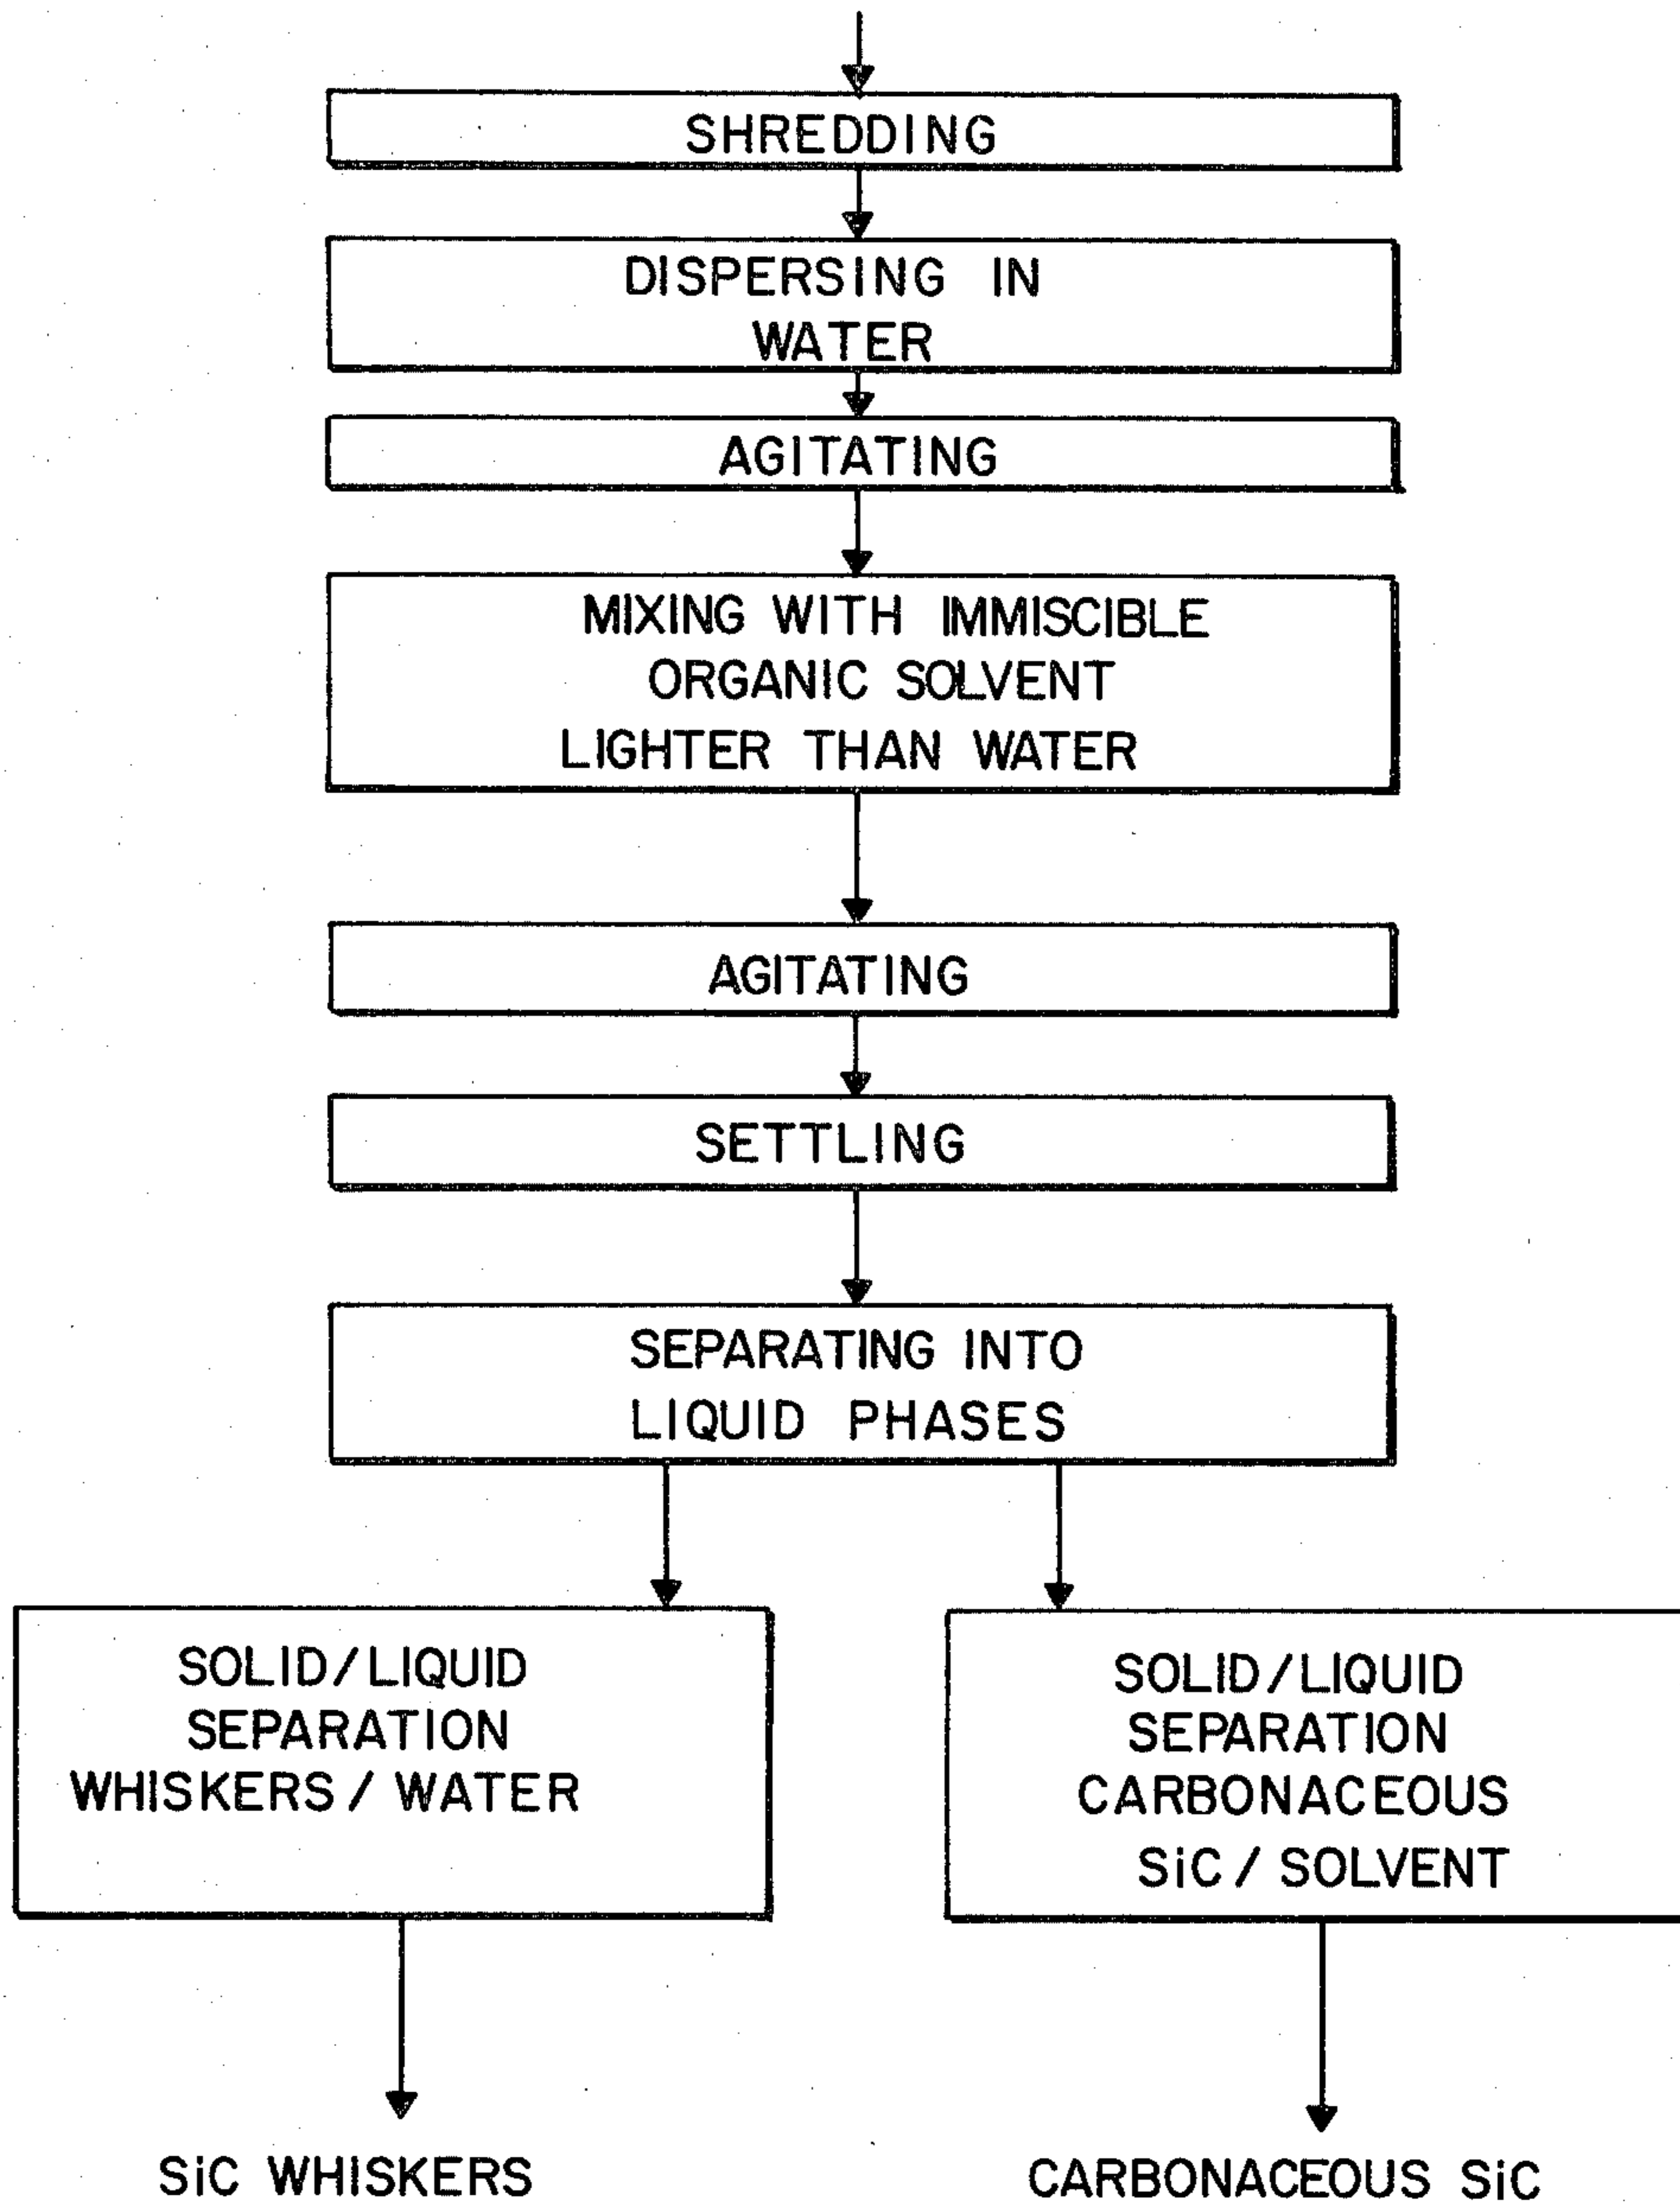 SHREDDING
DISPERSING IN
WATER
AGITATING
MIXING WITH IMMISCIBLE
ORGANIC SOLVENT
LIGHTER THAN WATER
AGITATING
SETTLING
SEPARATING INTO
LIQUID PHASES
SOLID/LIQUID
SEPARATION
WHISKERS / WATER
SOLID/LIQUID
SEPARATION
CARBONACEOUS
SiC / SOLVENT
SiC WHISKERS
CARBONACEOUS SiC